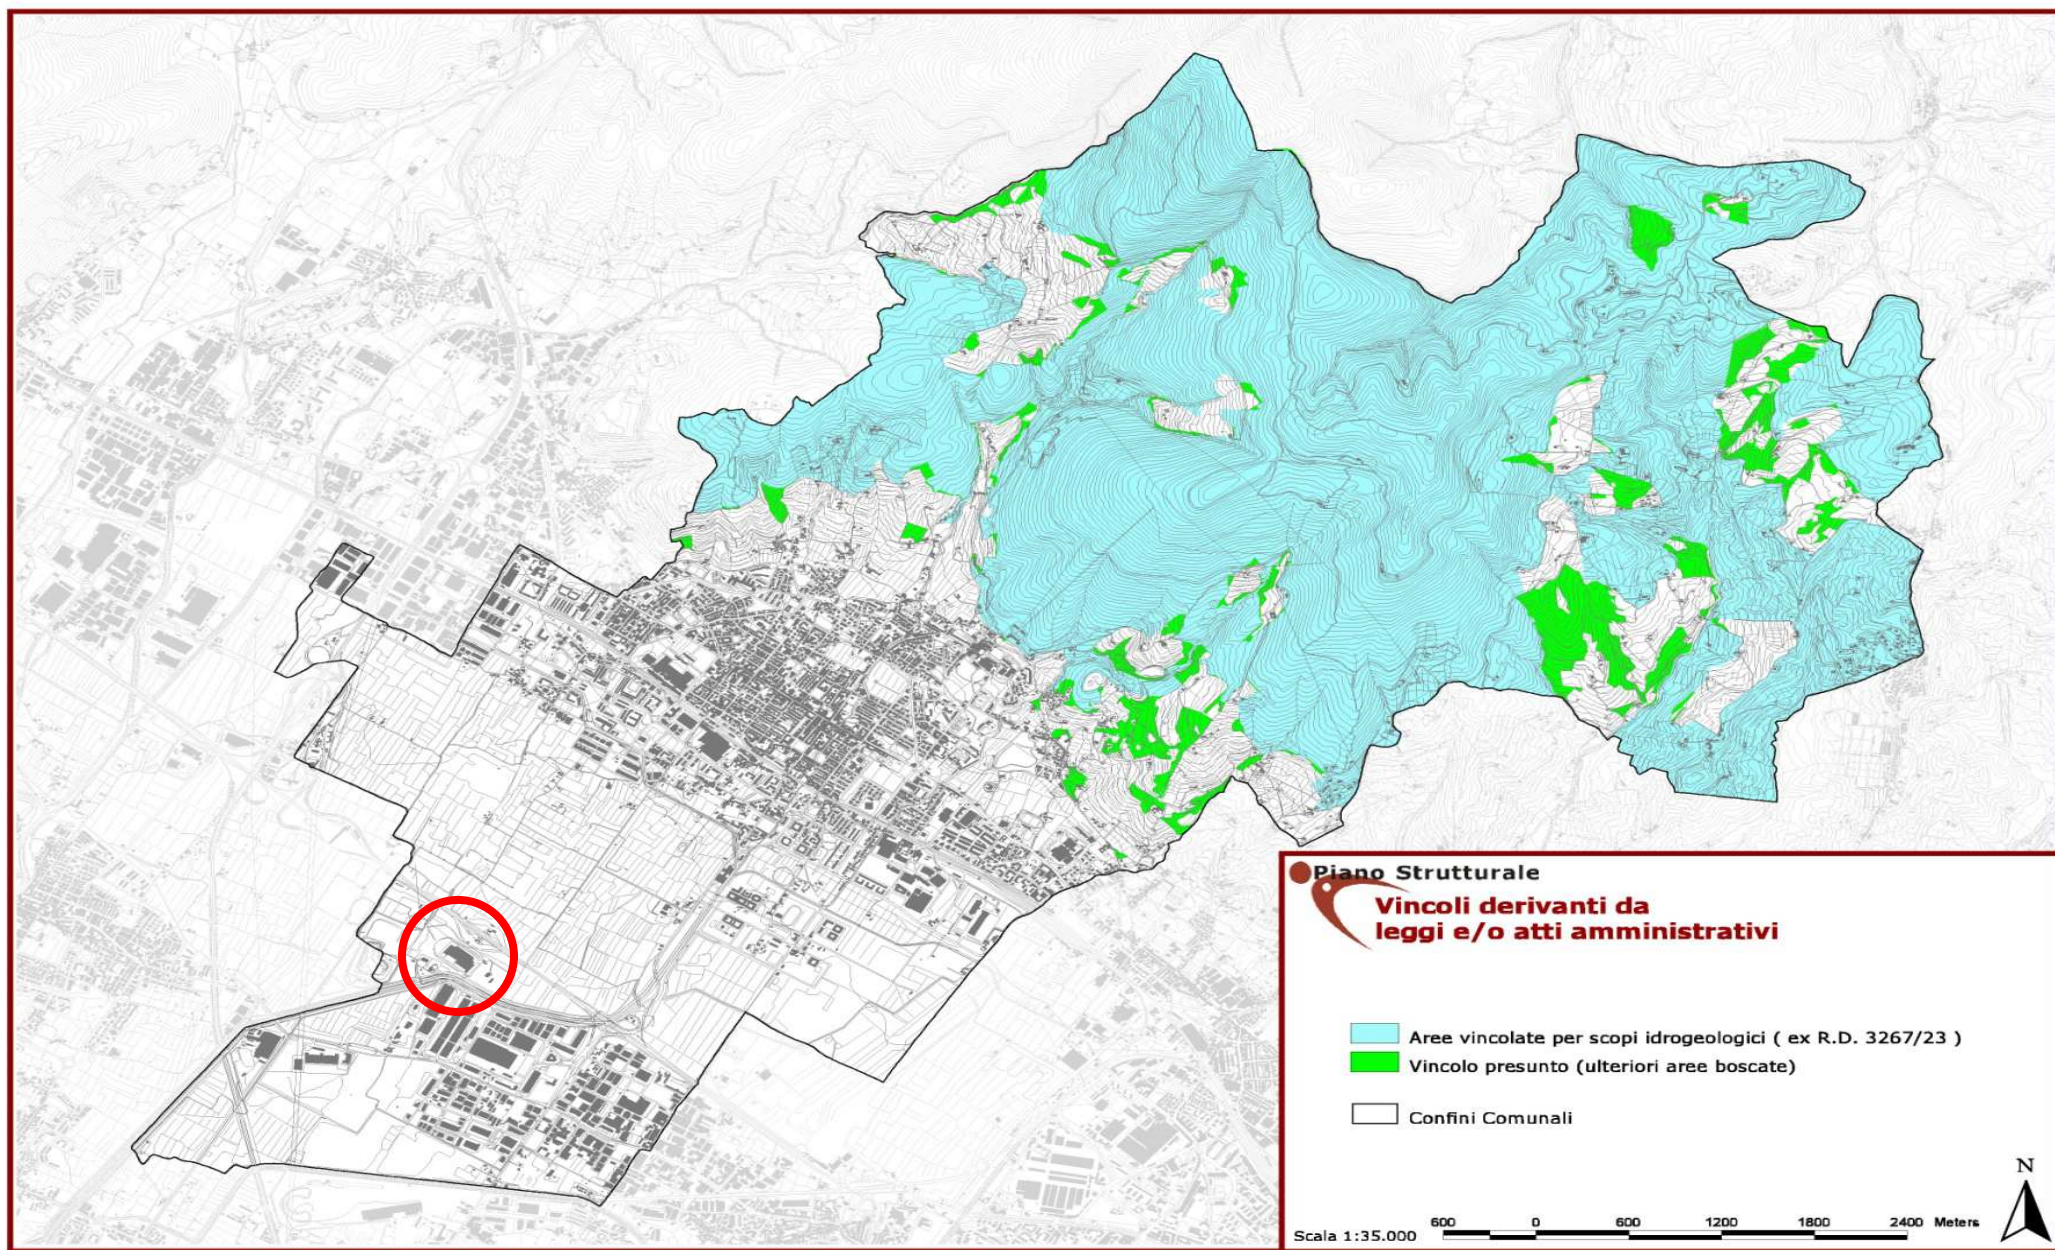 Piano Strutturale
Vincoli derivanti da
leggi e/o atti amministrativi
Aree vincolate per scopi idrogeologici ( ex R.D. 3267/23 )
Vincolo presunto (ulteriori aree boscate)
Confini Comunali
N
Scala 1:35.000
600 0 600 1200 1800 2400 Meters